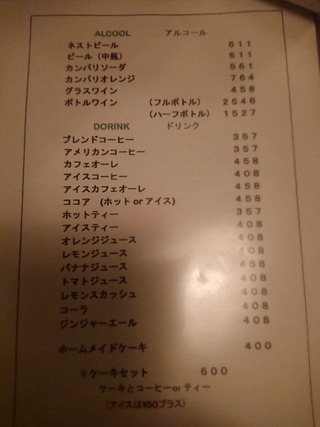 ALCOOL アルコール
ネストビール 611
ビール（中瓶） 611
カンパリソーダ 561
カンパリオレンジ 764
グラスワイン 458
ボトルワイン （フルボトル） 2546
（ハーフボトル） 1527
DORINK ドリンク
ブレンドコーヒー 357
アメリカンコーヒー 357
カフェオーレ 458
アイスコーヒー 408
アイスカフェオーレ 458
ココア （ホット or アイス） 458
ホットティー 357
アイスティー 408
オレンジジュース 408
レモンジュース 408
バナナジュース 458
トマトジュース 408
レモンスカッシュ 408
コーラ 408
ジンジャーエール 408
ホームメイドケーキ 400
※ケーキセット 600
ケーキとコーヒーor ティー
（アイスは¥50プラス）